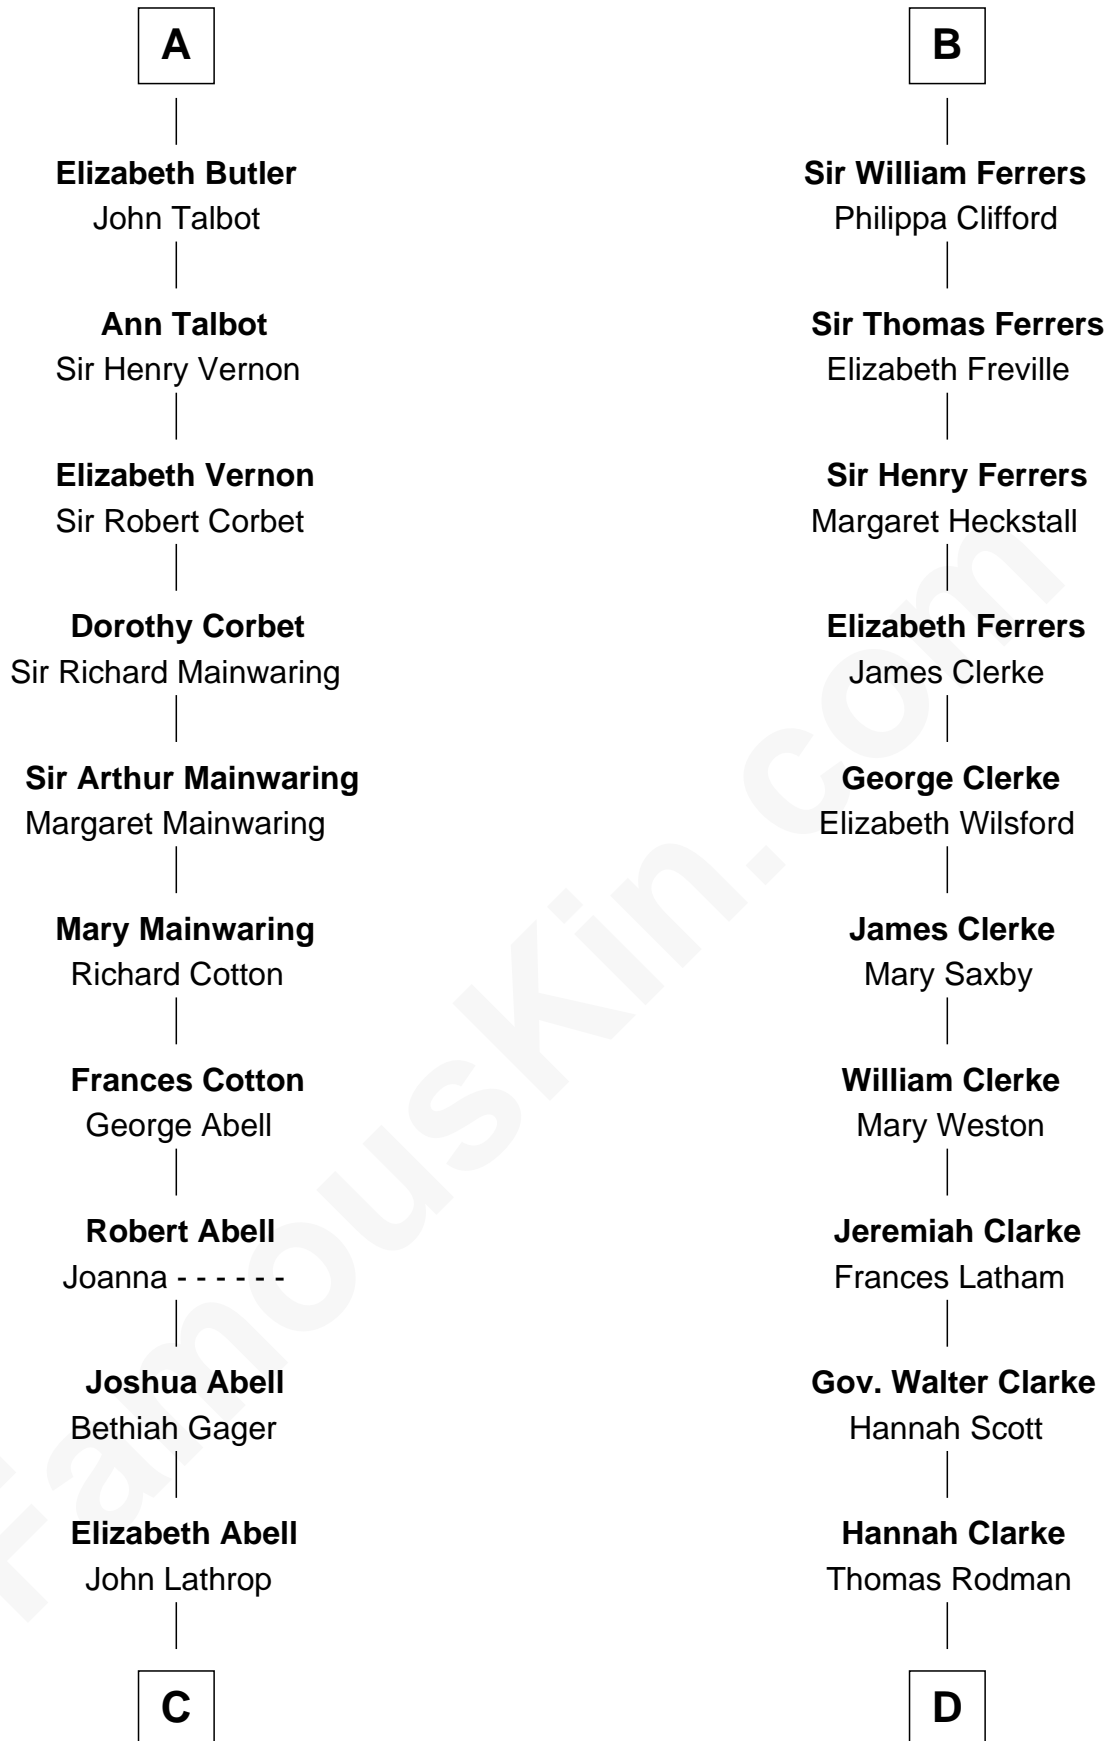 A
Elizabeth Butler
John Talbot
Ann Talbot
Sir Henry Vernon
Elizabeth Vernon
Sir Robert Corbet
Dorothy Corbet
Sir Richard Mainwaring
Sir Arthur Mainwaring
Margaret Mainwaring
Mary Mainwaring
Richard Cotton
Frances Cotton
George Abell
Robert Abell
Joanna - - - - - -
Joshua Abell
Bethiah Gager
Elizabeth Abell
John Lathrop
C
B
Sir William Ferrers
Philippa Clifford
Sir Thomas Ferrers
Elizabeth Freville
Sir Henry Ferrers
Margaret Heckstall
Elizabeth Ferrers
James Clerke
George Clerke
Elizabeth Wilsford
James Clerke
Mary Saxby
William Clerke
Mary Weston
Jeremiah Clarke
Frances Latham
Gov. Walter Clarke
Hannah Scott
Hannah Clarke
Thomas Rodman
D
FamousKin.com